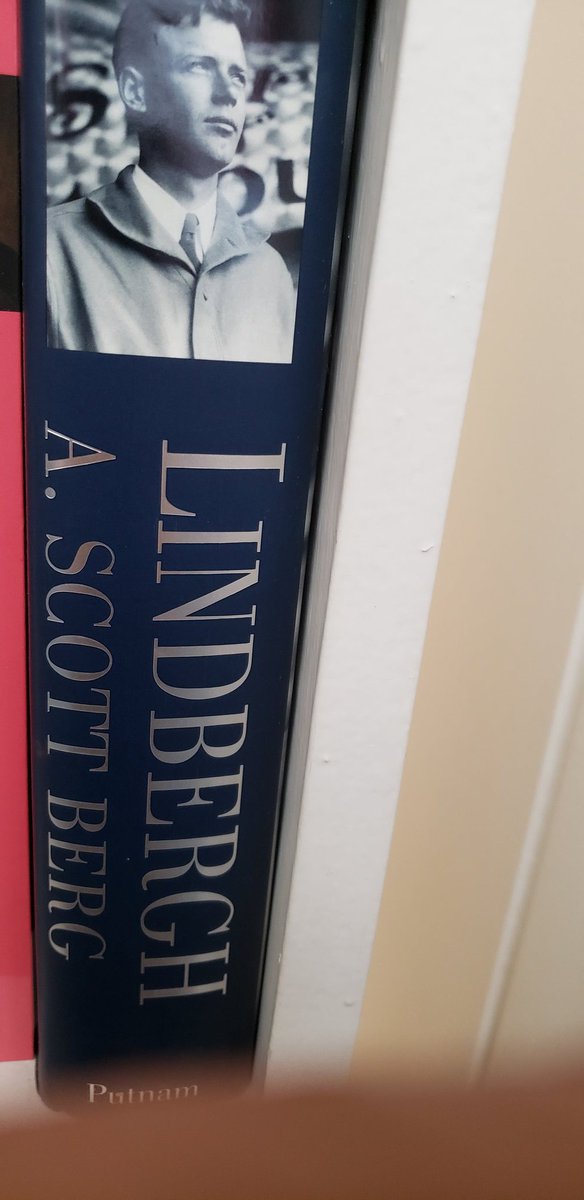 LINDBERGH
A. SCOTT BERG
Putnam